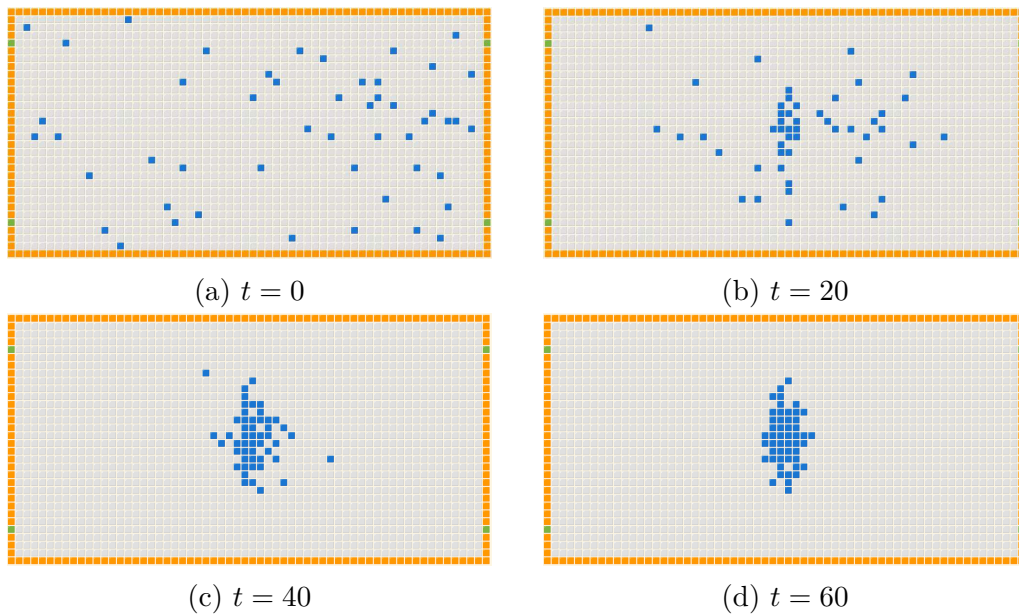 (a) t = 0
(b) t = 20
(c) t = 40
(d) t = 60